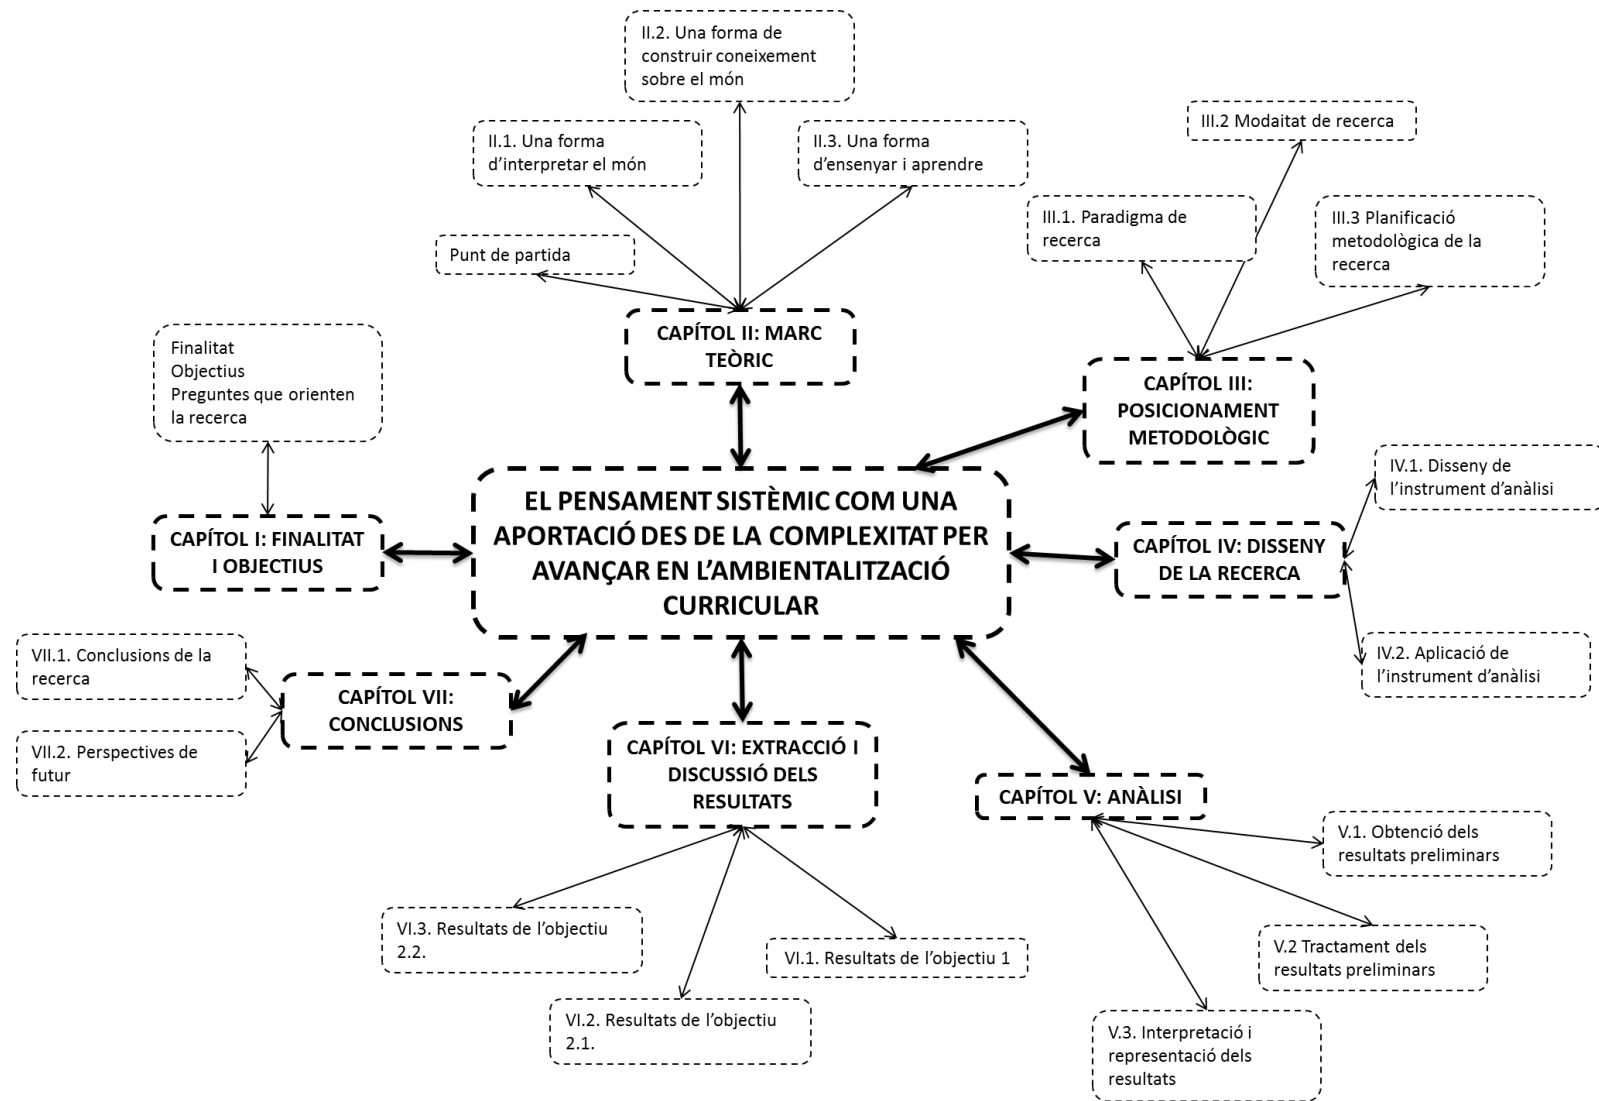 II.2. Una forma de
construir coneixement
sobre el món
II.1. Una forma
d'interpretar el món
II.3. Una forma
d'ensenyar i aprendre
Punt de partida
CAPÍTOL II: MARC
TEÒRIC
III.2 Modaitat de recerca
III.1. Paradigma de
recerca
III.3 Planificació
metodològica de la
recerca
CAPÍTOL III:
POSICIONAMENT
METODOLÒGIC
Finalitat
Objectius
Preguntes que orienten
la recerca
CAPÍTOL I: FINALITAT
I OBJECTIUS
EL PENSAMENT SISTÈMIC COM UNA
APORTACIÓ DES DE LA COMPLEXITAT PER
AVANÇAR EN L'AMBIENTALITZACIÓ
CURRICULAR
IV.1. Disseny de
l'instrument d'anàlisi
CAPÍTOL IV: DISSENY
DE LA RECERCA
IV.2. Aplicació de
l'instrument d'anàlisi
VII.1. Conclusions de la
recerca
CAPÍTOL VII:
CONCLUSIONS
VII.2. Perspectives de
futur
CAPÍTOL VI: EXTRACCIÓ I
DISCUSSIÓ DELS
RESULTATS
CAPÍTOL V: ANÀLISI
V.1. Obtenció dels
resultats preliminars
V.2 Tractament dels
resultats preliminars
V.3. Interpretació i
representació dels
resultats
VI.3. Resultats de l'objectiu
2.2.
VI.1. Resultats de l'objectiu 1
VI.2. Resultats de l'objectiu
2.1.